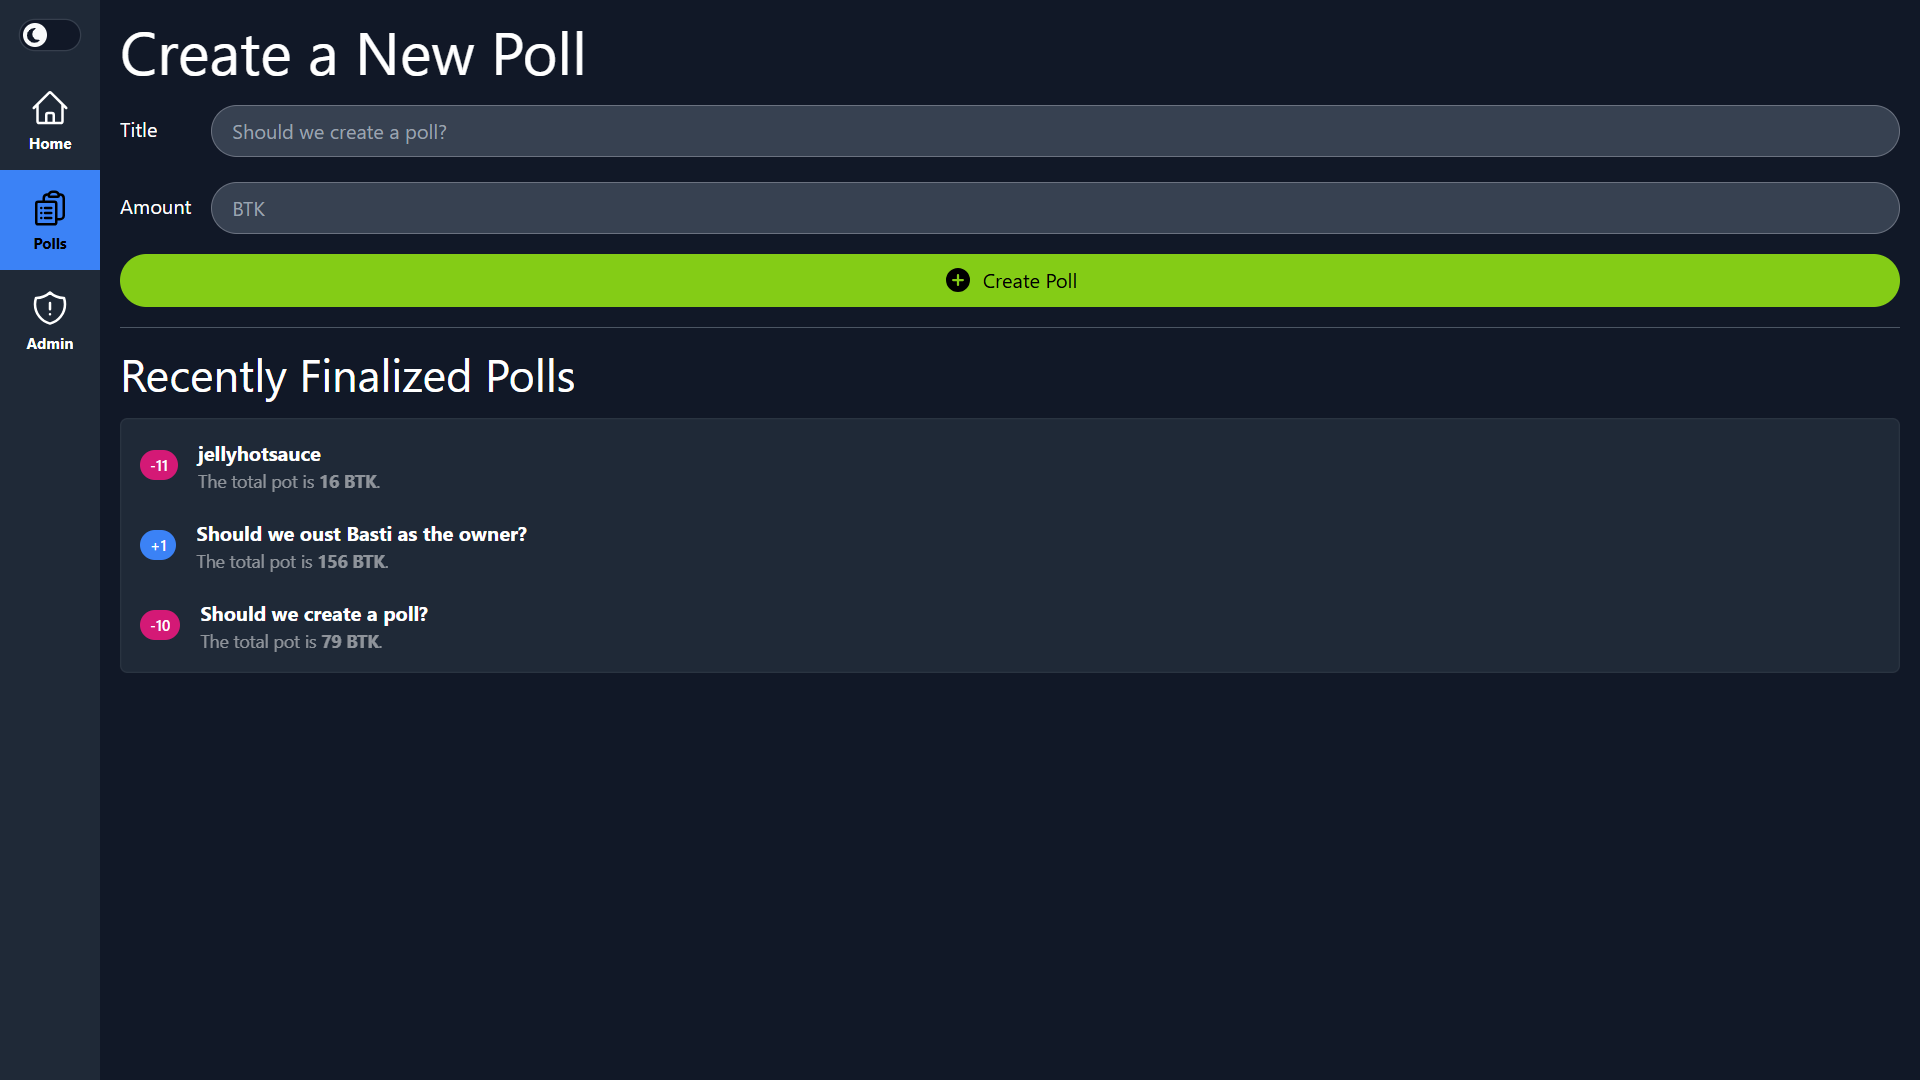 Home
Polls
Admin
Create a New Poll
Title
Should we create a poll?
Amount
BTK
Create Poll
Recently Finalized Polls
-11
jellyhotsauce
The total pot is 16 BTK.
+1
Should we oust Basti as the owner?
The total pot is 156 BTK.
-10
Should we create a poll?
The total pot is 79 BTK.